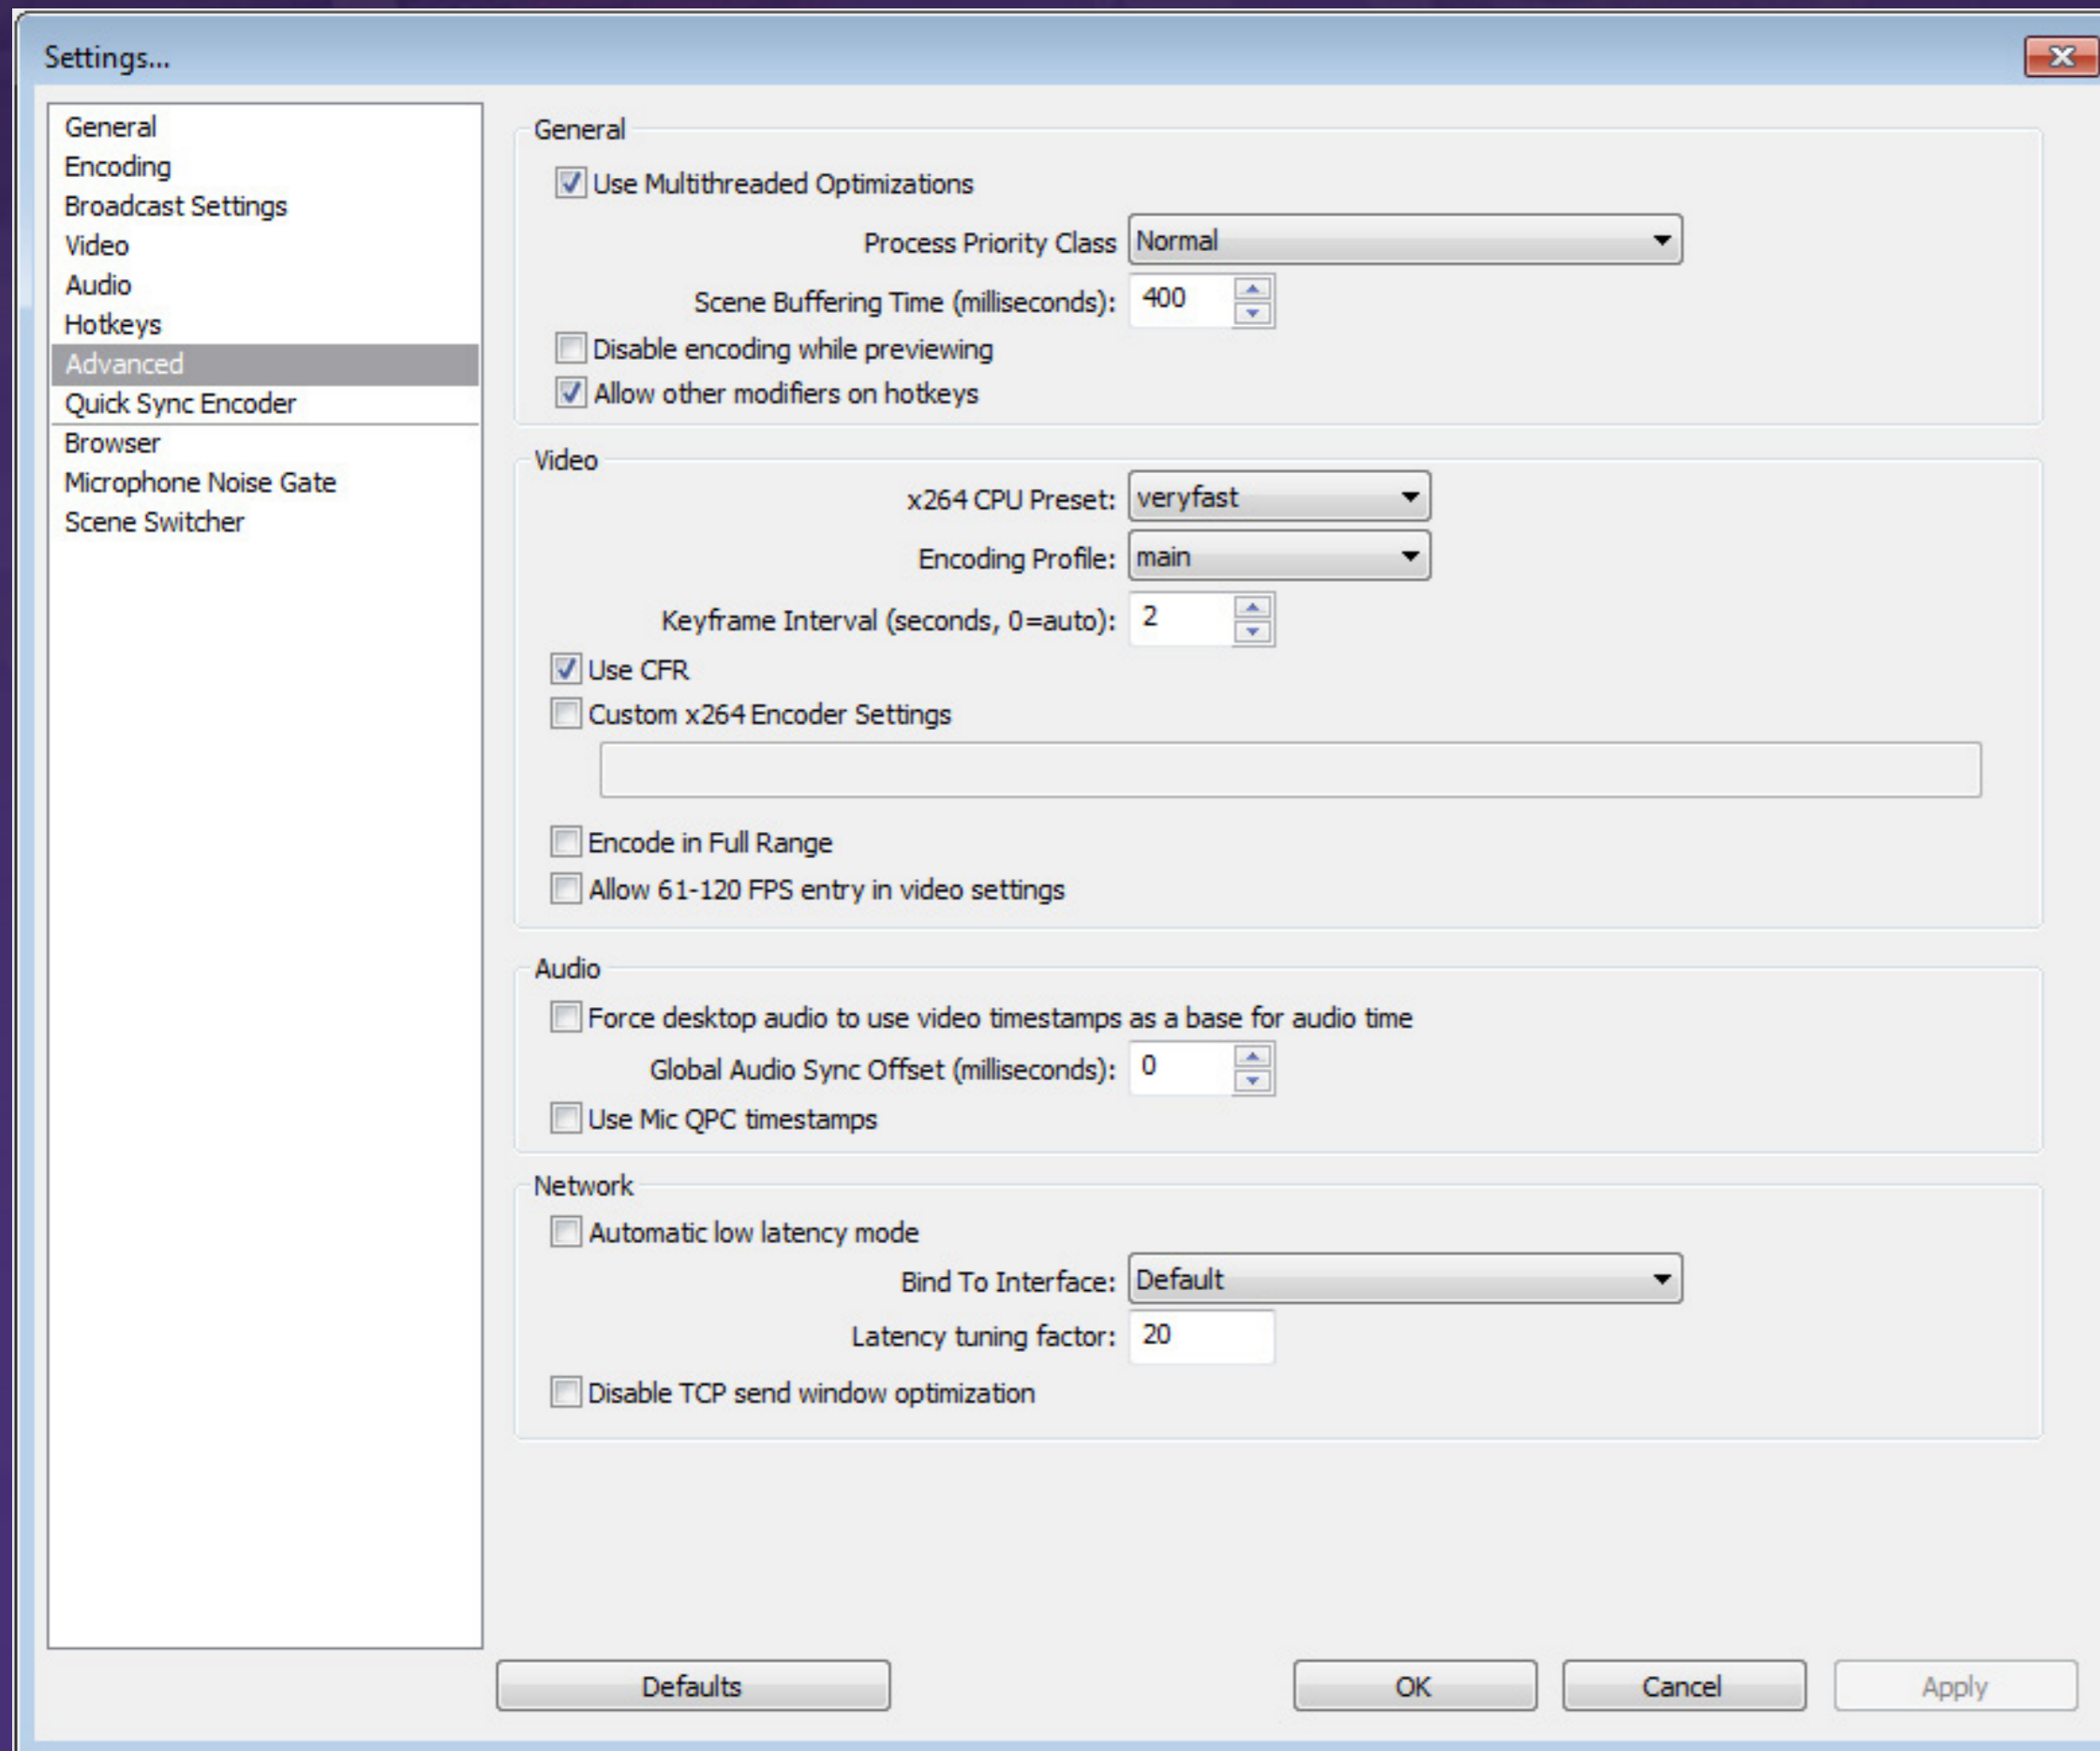 Settings...
General
Encoding
Broadcast Settings
Video
Audio
Hotkeys
Advanced
Quick Sync Encoder
Browser
Microphone Noise Gate
Scene Switcher
General
Use Multithreaded Optimizations
Process Priority Class Normal
Scene Buffering Time (milliseconds): 400
Disable encoding while previewing
Allow other modifiers on hotkeys
Video
x264 CPU Preset: veryfast
Encoding Profile: main
Keyframe Interval (seconds, 0=auto): 2
Use CFR
Custom x264 Encoder Settings
Encode in Full Range
Allow 61-120 FPS entry in video settings
Audio
Force desktop audio to use video timestamps as a base for audio time
Global Audio Sync Offset (milliseconds): 0
Use Mic QPC timestamps
Network
Automatic low latency mode
Bind To Interface: Default
Latency tuning factor: 20
Disable TCP send window optimization
Defaults OK Cancel Apply